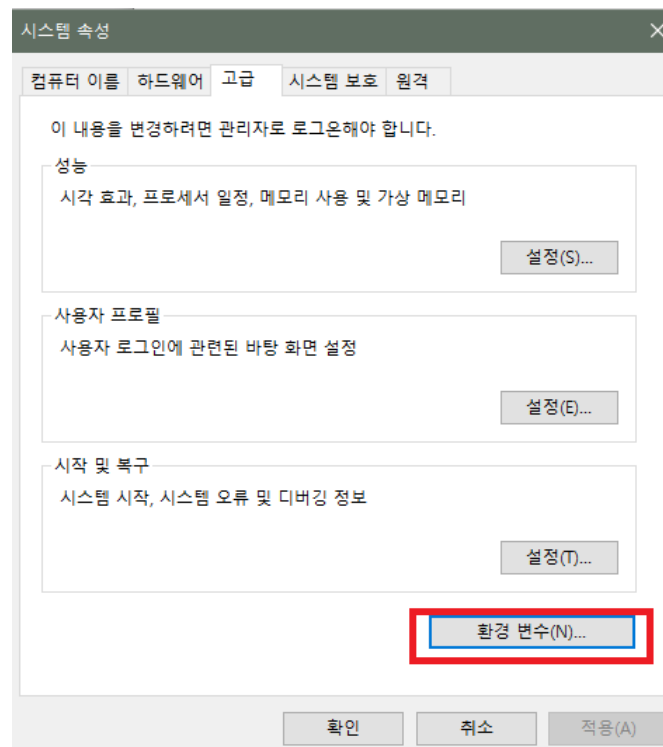 시스템 속성
컴퓨터 이름 하드웨어 고급 시스템 보호 원격
이 내용을 변경하려면 관리자로 로그온해야 합니다.
성능
시각 효과, 프로세서 일정, 메모리 사용 및 가상 메모리
설정(S)...
사용자 프로필
사용자 로그인에 관련된 바탕 화면 설정
설정(E)...
시작 및 복구
시스템 시작, 시스템 오류 및 디버깅 정보
설정(T)...
환경 변수(N)...
확인 취소 적용(A)